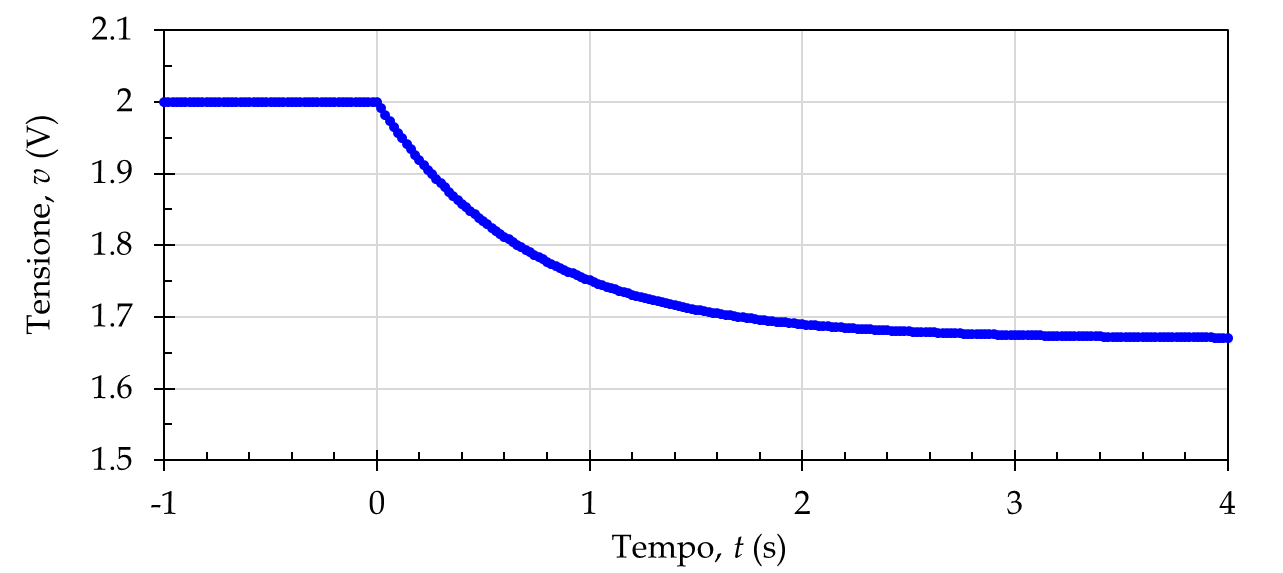 2.1
2
1.9
1.8
1.7
1.6
1.5
Tensione, v (V)
-1 0 1 2 3 4
Tempo, t (s)